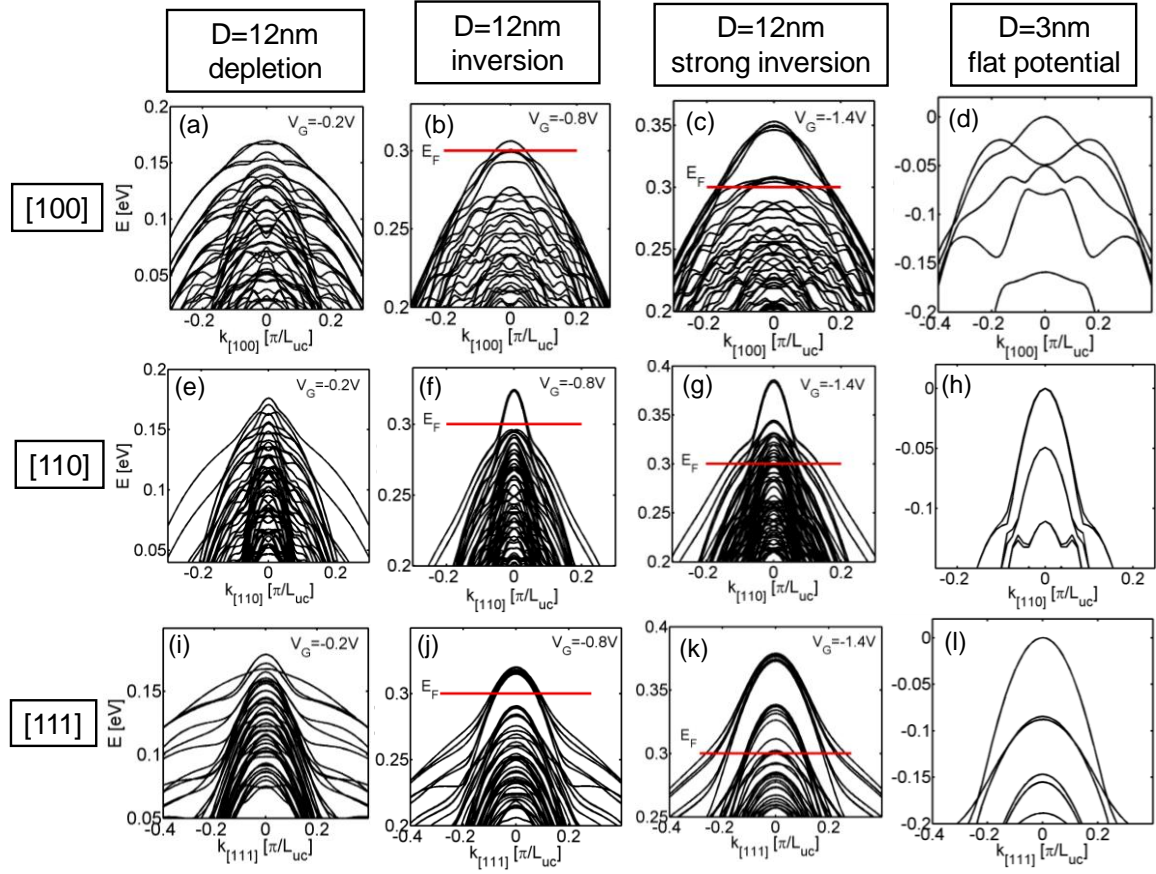 D=12nm
depletion
D=12nm
inversion
D=12nm
strong inversion
D=3nm
flat potential
[100]
(a)
V_G=-0.2V
E [eV]
0.2
0.15
0.1
0.05
-0.2 0 0.2
k_[100] [π/L_uc]
(b)
V_G=-0.8V
E_F
0.3
0.25
0.2
-0.2 0 0.2
k_[100] [π/L_uc]
(c)
V_G=-1.4V
E_F
0.35
0.3
0.25
0.2
-0.2 0 0.2
k_[100] [π/L_uc]
(d)
0
-0.05
-0.1
-0.15
-0.2
-0.4 -0.2 0 0.2 0.4
k_[100] [π/L_uc]
[110]
(e)
V_G=-0.2V
E [eV]
0.2
0.15
0.1
0.05
-0.2 0 0.2
k_[110] [π/L_uc]
(f)
V_G=-0.8V
E_F
0.3
0.2
-0.2 0 0.2
k_[110] [π/L_uc]
(g)
V_G=-1.4V
E_F
0.4
0.35
0.3
0.25
0.2
-0.2 0 0.2
k_[110] [π/L_uc]
(h)
0
-0.05
-0.1
-0.2 0 0.2
k_[110] [π/L_uc]
[111]
(i)
V_G=-0.2V
E [eV]
0.15
0.1
0.05
-0.4 -0.2 0 0.2
k_[111] [π/L_uc]
(j)
V_G=-0.8V
E_F
0.3
0.25
0.2
-0.4 -0.2 0 0.2
k_[111] [π/L_uc]
(k)
V_G=-1.4V
E_F
0.4
0.35
0.3
0.25
-0.4 -0.2 0 0.2
k_[111] [π/L_uc]
(l)
0
-0.05
-0.1
-0.15
-0.2
-0.4 -0.2 0 0.2
k_[111] [π/L_uc]